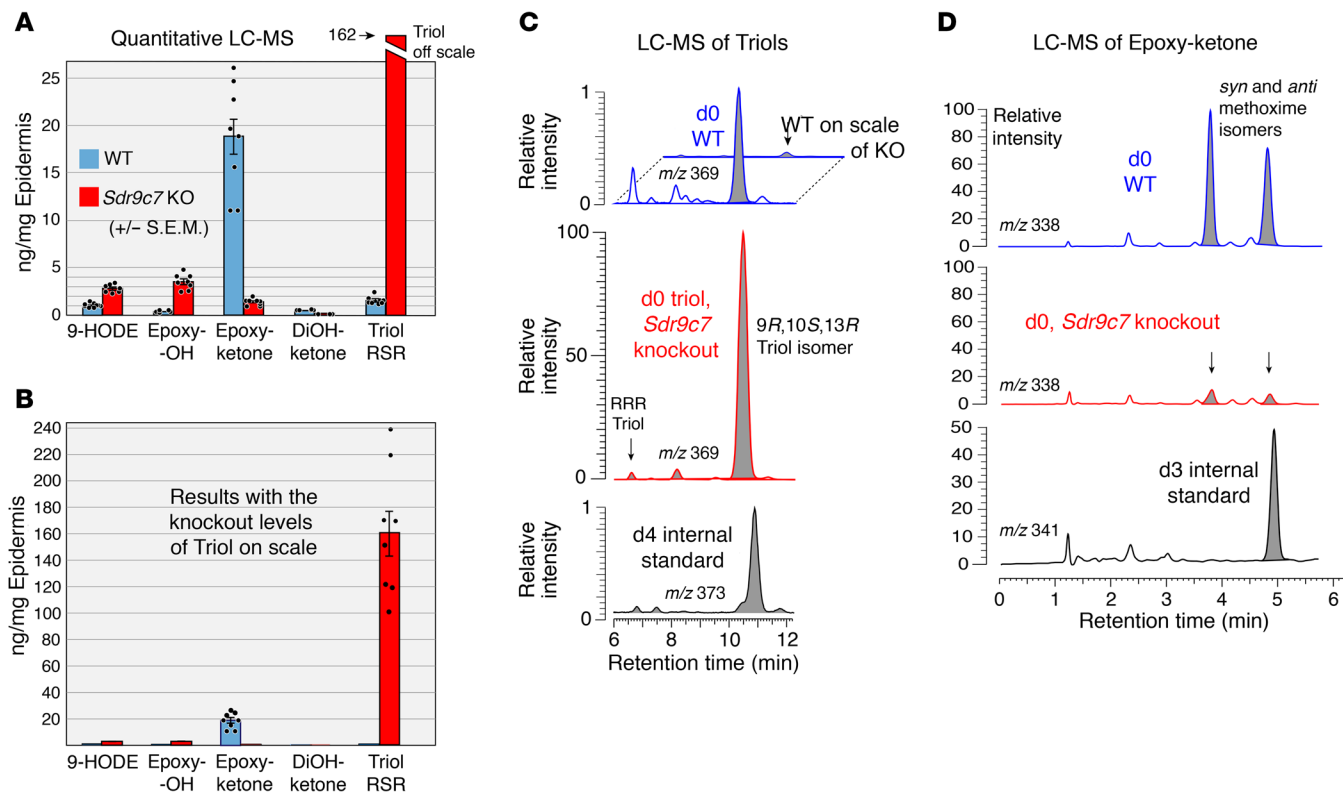 A
Quantitative LC-MS
162
Triol
off scale
25
20
15
10
5
0
ng/mg Epidermis
WT
Sdr9c7 KO
(+/– S.E.M.)
9-HODE
Epoxy-
-OH
Epoxy-
ketone
DiOH-
ketone
Triol
RSR
B
240
220
200
180
160
140
120
100
80
60
40
20
ng/mg Epidermis
Results with the
knockout levels
of Triol on scale
9-HODE
Epoxy-
-OH
Epoxy-
ketone
DiOH-
ketone
Triol
RSR
C
LC-MS of Triols
1
0
Relative
intensity
d0
WT
WT on scale
of KO
m/z 369
100
50
0
Relative
intensity
d0 triol,
Sdr9c7
knockout
9R,10S,13R
Triol isomer
RRR
Triol
m/z 369
1
0
Relative
intensity
d4 internal
standard
m/z 373
6 8 10 12
Retention time (min)
D
LC-MS of Epoxy-ketone
100
80
60
40
20
0
Relative
intensity
syn and anti
methoxime
isomers
d0
WT
m/z 338
100
80
60
40
20
0
d0, Sdr9c7 knockout
m/z 338
50
40
30
20
10
0
d3 internal
standard
m/z 341
0 1 2 3 4 5 6
Retention time (min)